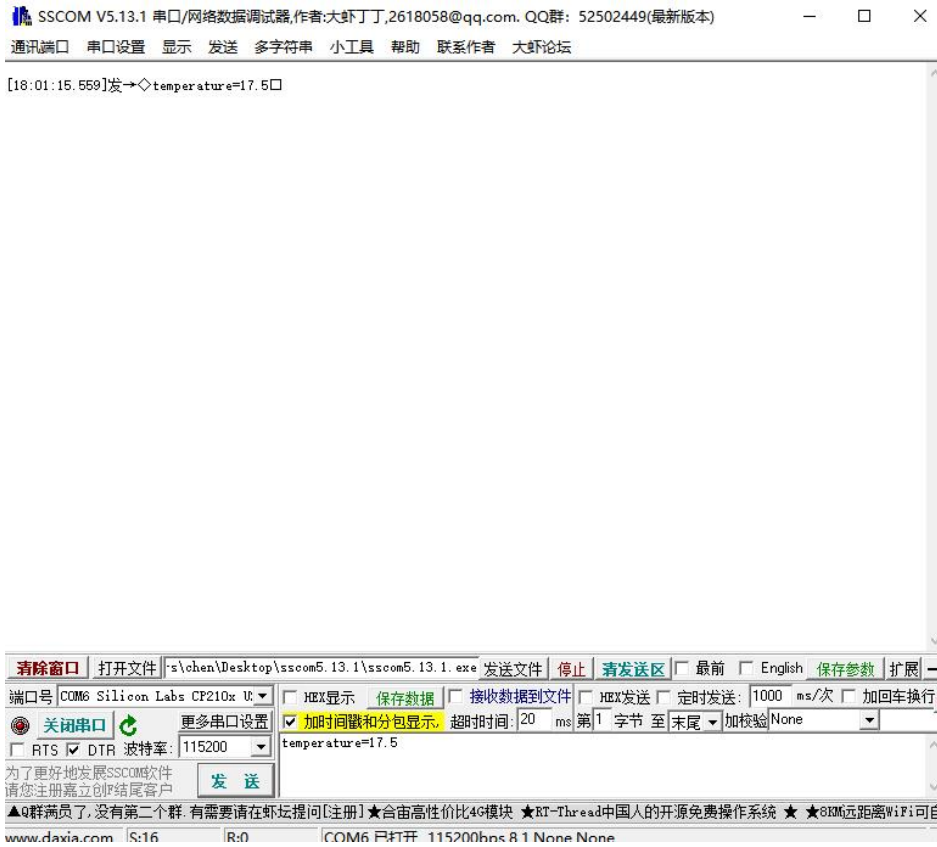 SSCOM V5.13.1 串口/网络数据调试器,作者:大虾丁丁,2618058@qq.com. QQ群: 52502449(最新版本)
通讯端口 串口设置 显示 发送 多字符串 小工具 帮助 联系作者 大虾论坛
[18:01:15.559]发→◇temperature=17.5□
清除窗口 打开文件 s\chen\Desktop\sscom5.13.1\sscom5.13.1.exe 发送文件 停止 清发送区 最前 English 保存参数 扩展
端口号 COM6 Silicon Labs CP210x U HEX显示 保存数据 接收数据到文件 HEX发送 定时发送: 1000 ms/次 加回车换行
关闭串口 更多串口设置 加时间戳和分包显示, 超时时间: 20 ms 第1 字节 至 末尾 加校验 None
RTS DTR 波特率: 115200 temperature=17.5
为了更好地发展SSCOM软件
请您注册嘉立创F结尾客户
发 送
▲Q群满员了,没有第二个群.有需要请在虾坛提问[注册]★合宙高性价比4G模块 ★RT-Thread中国人的开源免费操作系统 ★ ★8KM远距离WiFi可自
www.daxia.com S:16 R:0 COM6 已打开 115200bps,8,1,None,None